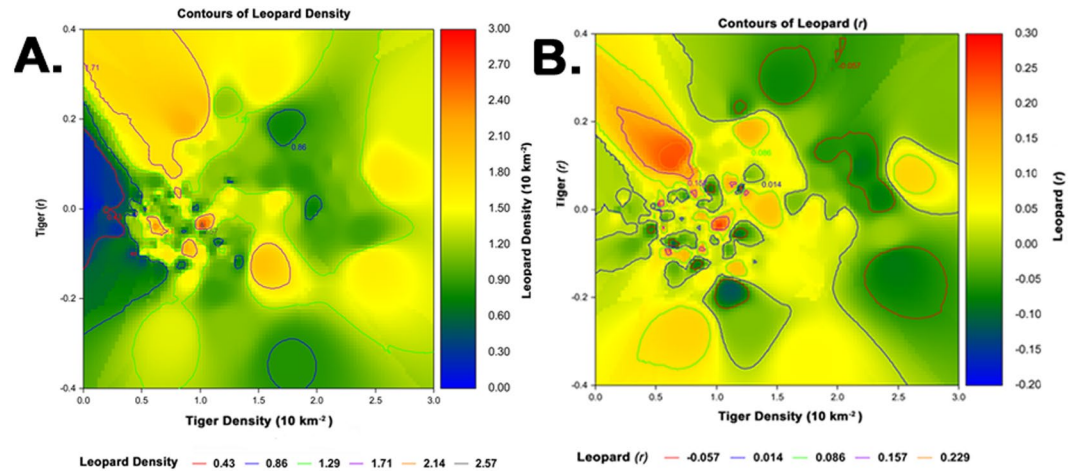 A.
Contours of Leopard Density
0.4
0.2
0.0
-0.2
-0.4
Tiger (r)
0.0 0.5 1.0 1.5 2.0 2.5 3.0
Tiger Density (10 km-2 )
0.86
3.00
2.70
2.40
2.10
1.80
1.50
1.20
0.90
0.60
0.30
0.00
Leopard Density (10 km-2)
Leopard Density 0.43 0.86 1.29 1.71 2.14 2.57
B.
Contours of Leopard (r)
0.4
0.2
0.0
-0.2
-0.4
Tiger (r)
0.0 0.5 1.0 1.5 2.0 2.5 3.0
Tiger Density (10 km-2 )
-0.057
0.086
0.014
0.30
0.25
0.20
0.15
0.10
0.05
0.00
-0.05
-0.10
-0.15
-0.20
Leopard (r)
Leopard (r) -0.057 0.014 0.086 0.157 0.229